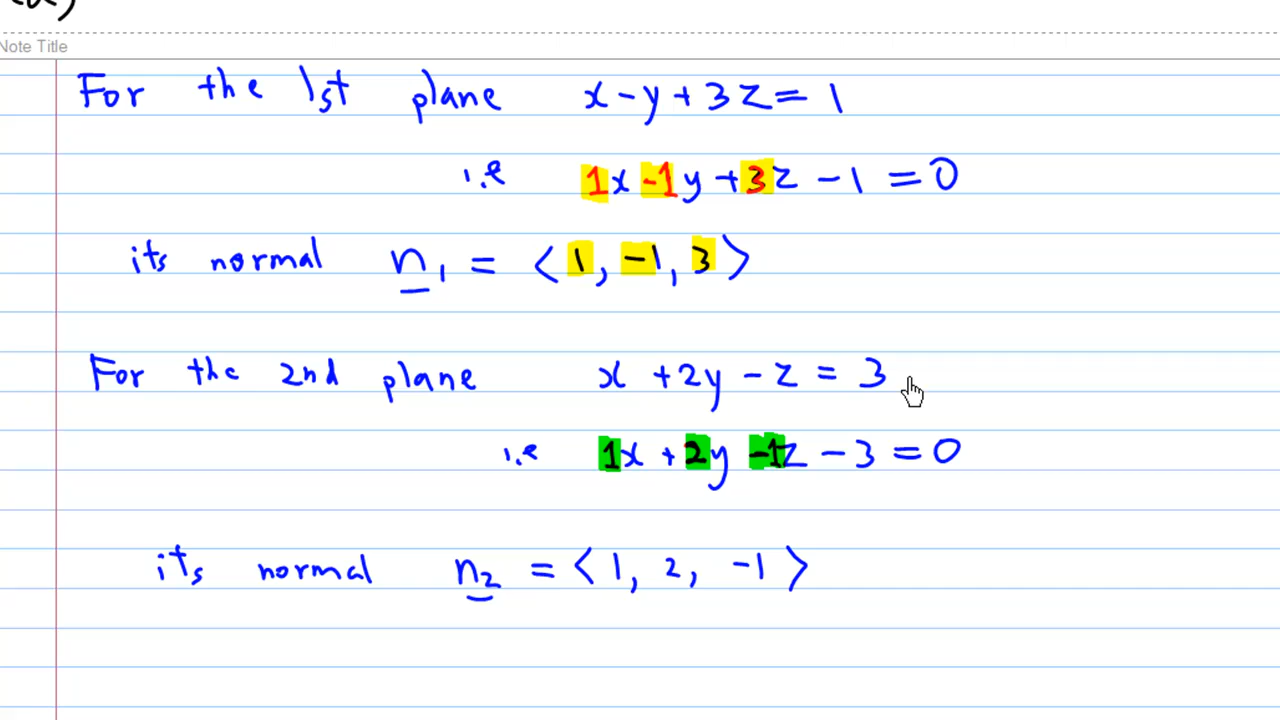 Note Title
For the 1st plane x - y + 3z = 1
i.e 1x -1y + 3z - 1 = 0
its normal n₁ = ⟨1, -1, 3⟩
For the 2nd plane x + 2y - z = 3
i.e 1x + 2y -1z - 3 = 0
its normal n₂ = ⟨1, 2, -1⟩